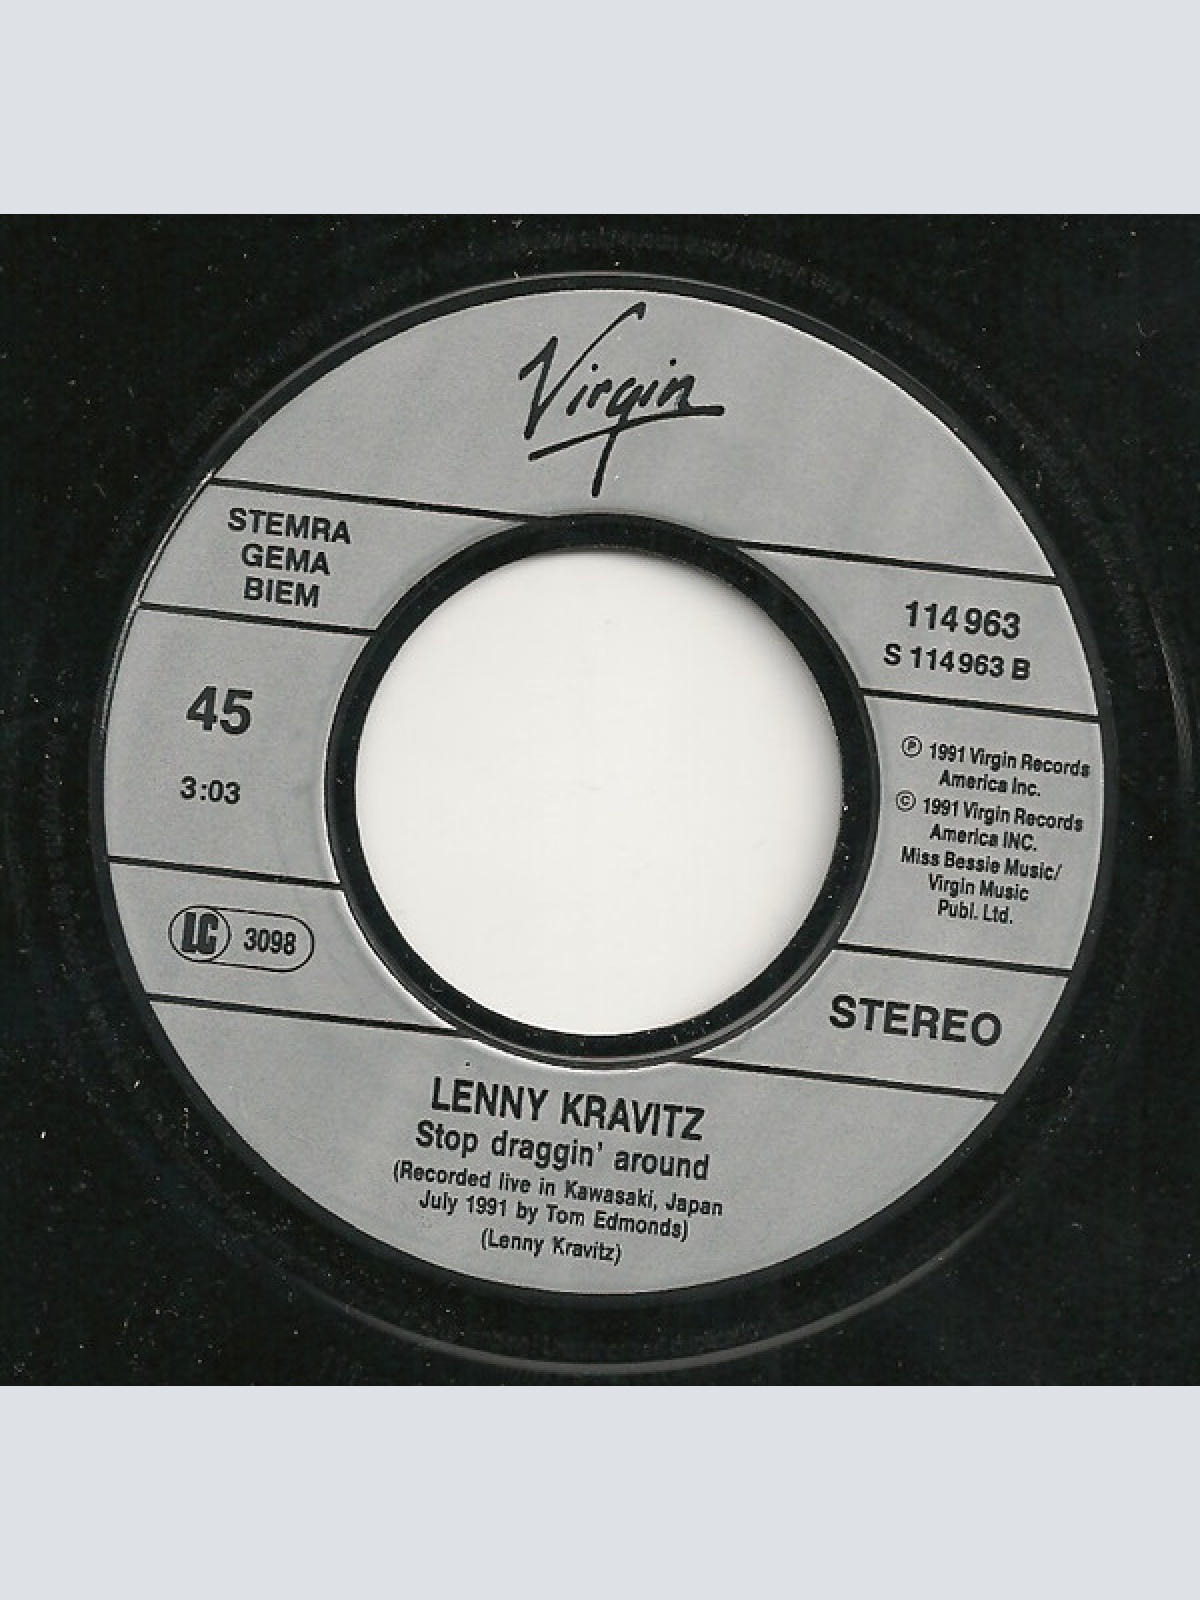 Virgin
STEMRA
GEMA
BIEM
45
3:03
LC 3098
114 963
S 114 963 B
℗ 1991 Virgin Records
America Inc.
© 1991 Virgin Records
America INC.
Miss Bessie Music/
Virgin Music
Publ. Ltd.
STEREO
LENNY KRAVITZ
Stop draggin' around
(Recorded live in Kawasaki, Japan
July 1991 by Tom Edmonds)
(Lenny Kravitz)